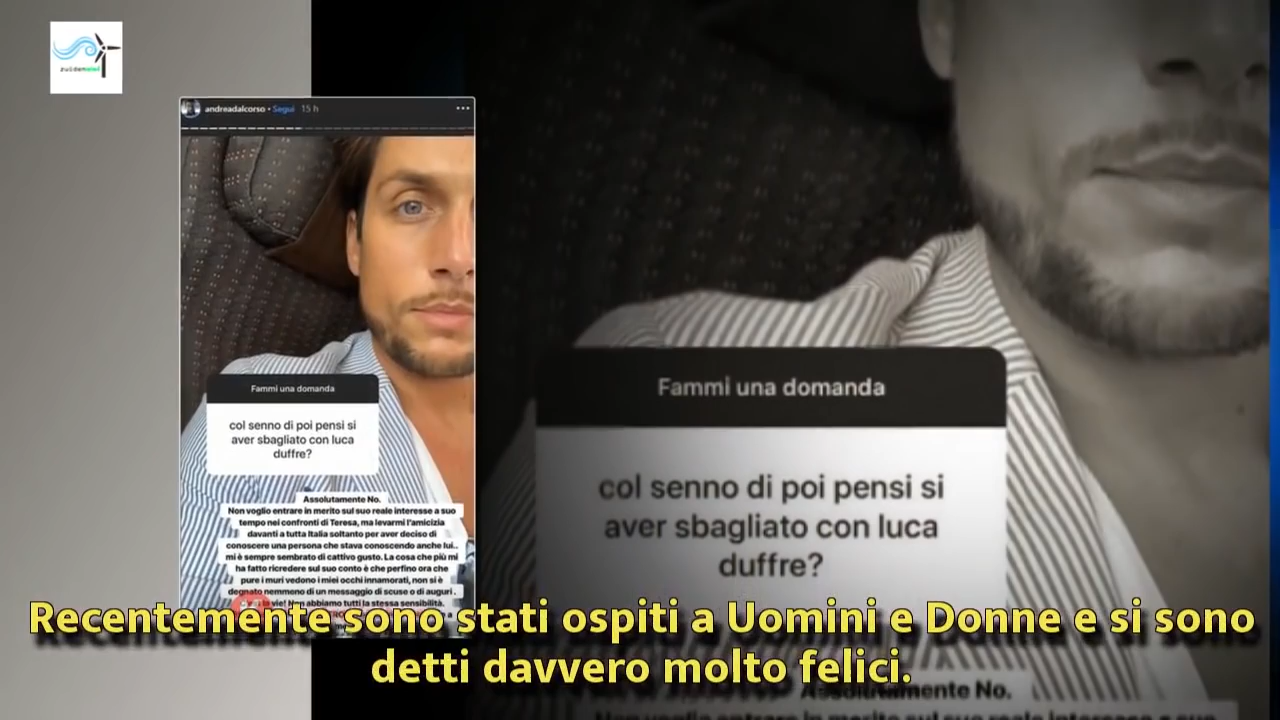 zuddenwind
andreadalcorso • Segui 15 h
Fammi una domanda
col senno di poi pensi si
aver sbagliato con luca
duffre?
Assolutamente No.
Non voglio entrare in merito sul suo reale interesse a suo
tempo nei confronti di Teresa, ma levarmi l'amicizia
davanti a tutta Italia soltanto per aver deciso di
conoscere una persona che stava conoscendo anche lui..
mi è sempre sembrato di cattivo gusto. La cosa che più mi
ha fatto ricredere sul suo conto è che perfino ora che
pure i muri vedono i miei occhi innamorati, non si è
degnato nemmeno di un messaggio di scuse o di auguri .
la vie! Non abbiamo tutti la stessa sensibilità.
Fammi una domanda
col senno di poi pensi si
aver sbagliato con luca
duffre?
Assolutamente No.
Recentemente sono stati ospiti a Uomini e Donne e si sono
detti davvero molto felici.